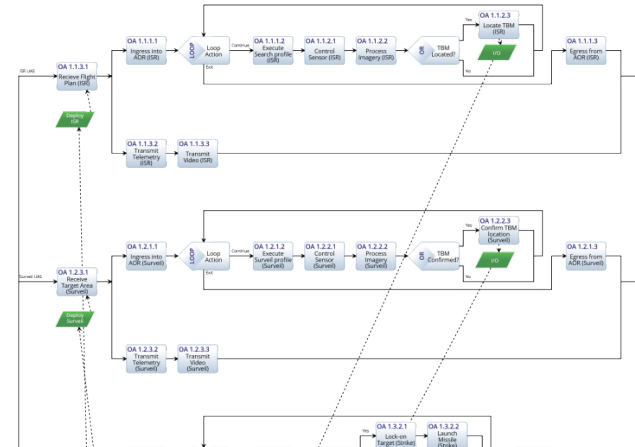 OA 1.1.2.3
Locate TBM
(ISR)
Yes
OA 1.1.1.1
Ingress into
AOR (ISR)
LOOP
Loop
Action
Continue
Exit
OA 1.1.1.2
Execute
Search profile
(ISR)
OA 1.1.2.1
Control
Sensor
(ISR)
OA 1.1.2.2
Process
Imagery (ISR)
OR
TBM
Located?
No
I/O
OA 1.1.1.3
Egress from
AOR (ISR)
OA 1.1.3.1
Recieve Flight
Plan (ISR)
Deploy
ISR
OA 1.1.3.2
Transmit
Telemetry
(ISR)
OA 1.1.3.3
Transmit
Video (ISR)
OA 1.2.2.3
Confirm TBM
location
(Surveil)
Yes
OA 1.2.1.1
Ingress into
AOR (Surveil)
LOOP
Loop
Action
Continue
Exit
OA 1.2.1.2
Execute
Surveil profile
(Surveil)
OA 1.2.2.1
Control
Sensor
(Surveil)
OA 1.2.2.2
Process
Imagery
(Surveil)
OR
TBM
Confirmed?
No
I/O
OA 1.2.1.3
Egress from
AOR (Surveil)
Surveil UAS
OA 1.2.3.1
Receive
Target Area
(Surveil)
Deploy
Surveil
OA 1.2.3.2
Transmit
Telemetry
(Surveil)
OA 1.2.3.3
Transmit
Video
(Surveil)
Yes
OA 1.3.2.1
Lock-on
Target (Strike)
OA 1.3.2.2
Launch
Missile
(Strike)